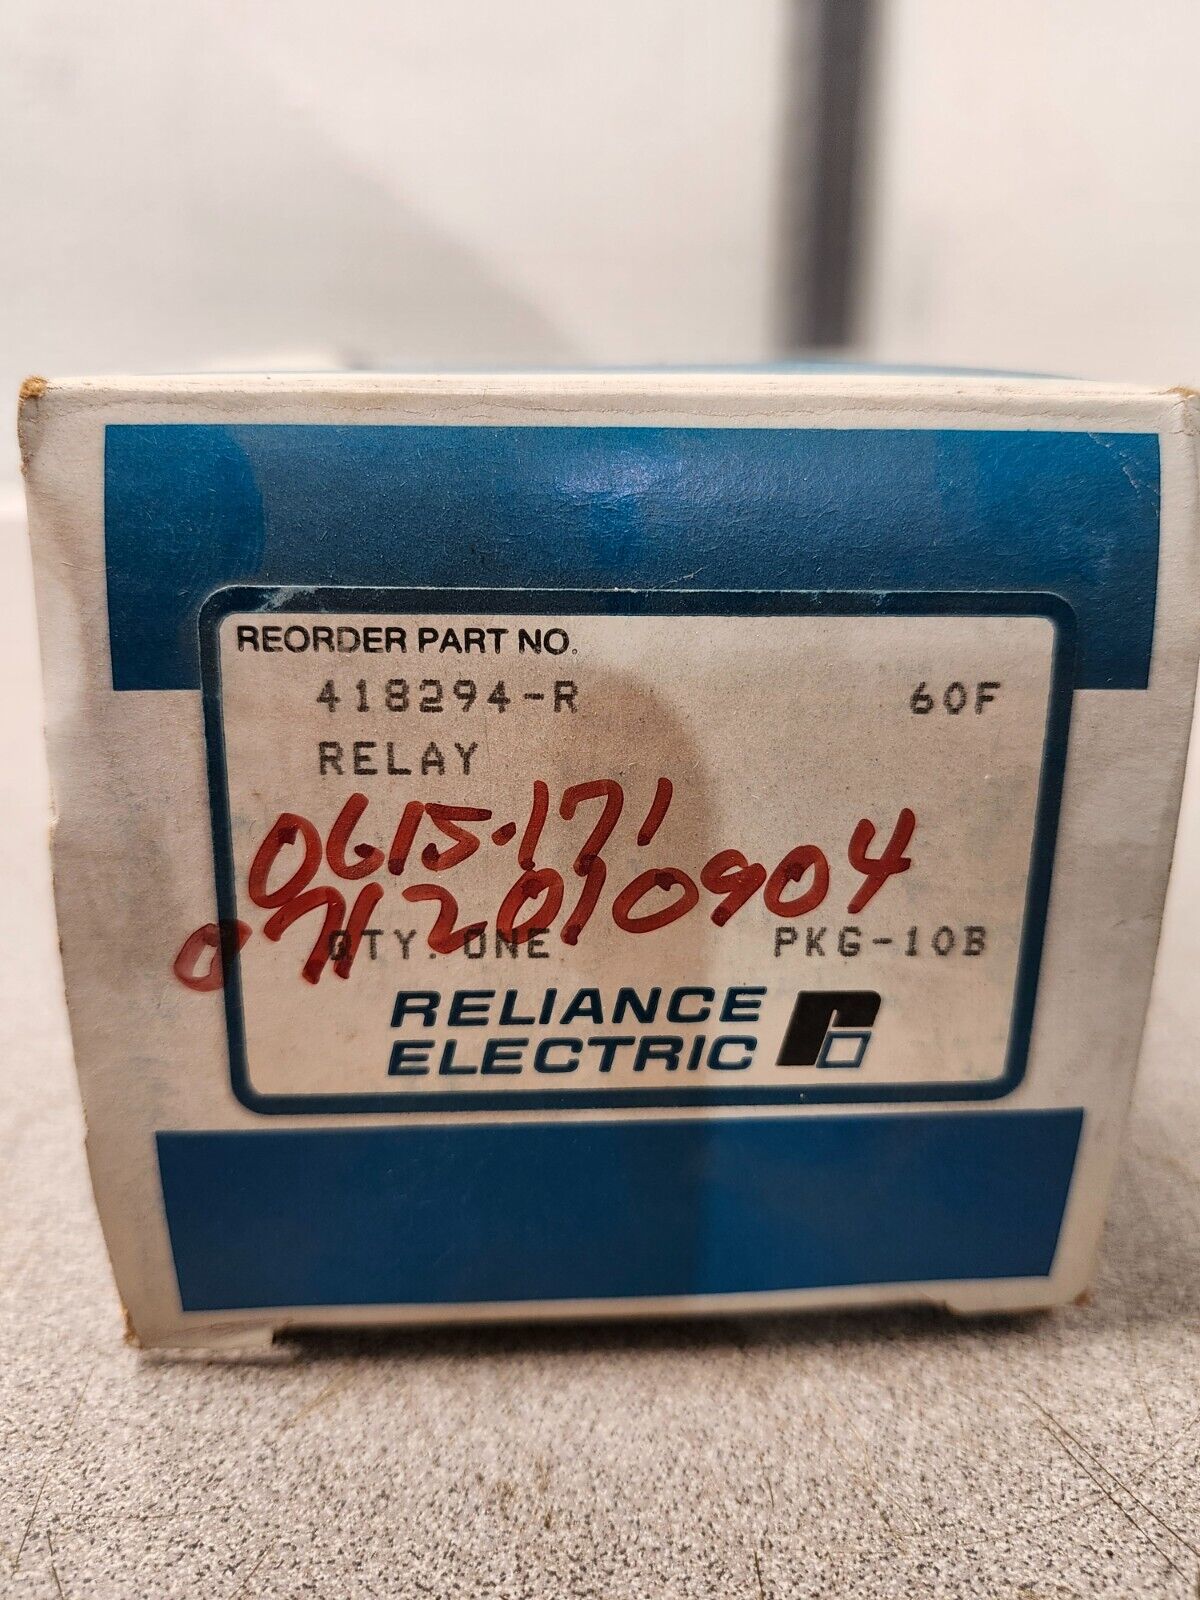 REORDER PART NO.
418294-R 60F
RELAY
0615-171
0712010904
QTY. ONE PKG-10B
RELIANCE
ELECTRIC